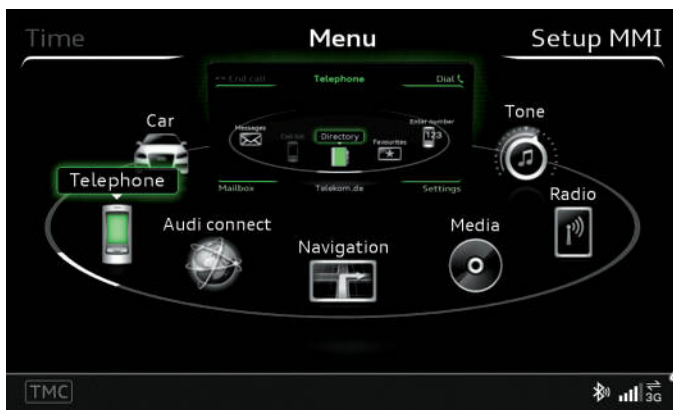 Time
Menu
Setup MMI
End call
Telephone
Dial
Car
Messages
Call list
Directory
Favourites
Enter number
123
Tone
Telephone
Mailbox
Telekom.de
Settings
Radio
Audi connect
Navigation
Media
TMC
3G